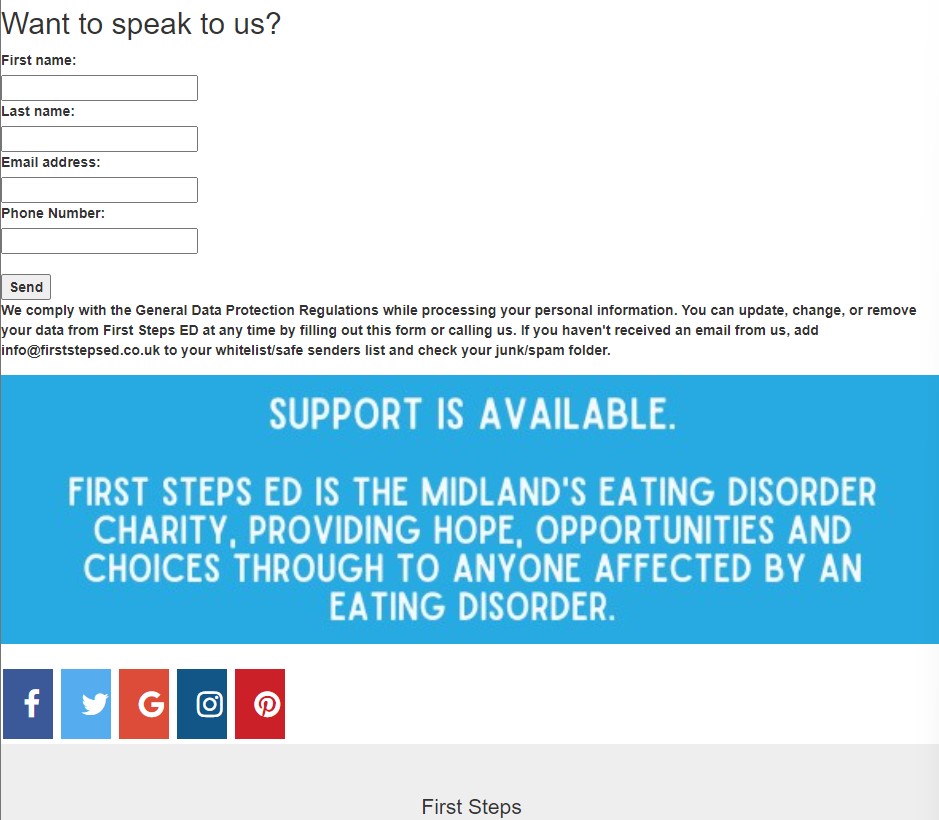 Want to speak to us?
First name:
Last name:
Email address:
Phone Number:
Send
We comply with the General Data Protection Regulations while processing your personal information. You can update, change, or remove
your data from First Steps ED at any time by filling out this form or calling us. If you haven't received an email from us, add
info@firststepsed.co.uk to your whitelist/safe senders list and check your junk/spam folder.
SUPPORT IS AVAILABLE.
FIRST STEPS ED IS THE MIDLAND'S EATING DISORDER
CHARITY, PROVIDING HOPE, OPPORTUNITIES AND
CHOICES THROUGH TO ANYONE AFFECTED BY AN
EATING DISORDER.
First Steps